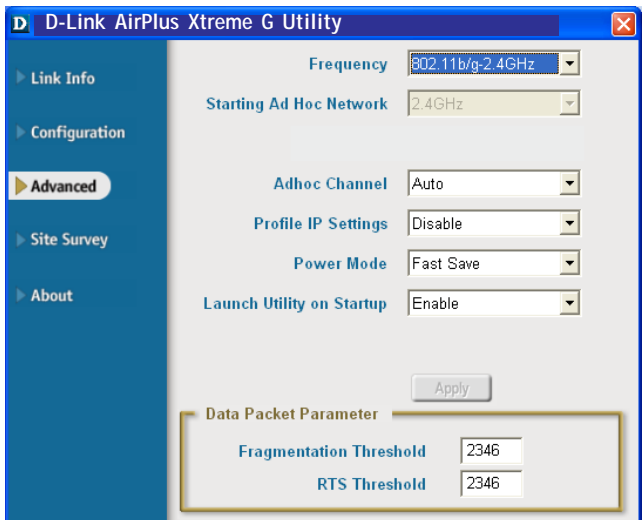 D D-Link AirPlus Xtreme G Utility
Link Info
Configuration
Advanced
Site Survey
About
Frequency 802.11b/g-2.4GHz
Starting Ad Hoc Network 2.4GHz
Adhoc Channel Auto
Profile IP Settings Disable
Power Mode Fast Save
Launch Utility on Startup Enable
Apply
Data Packet Parameter
Fragmentation Threshold 2346
RTS Threshold 2346